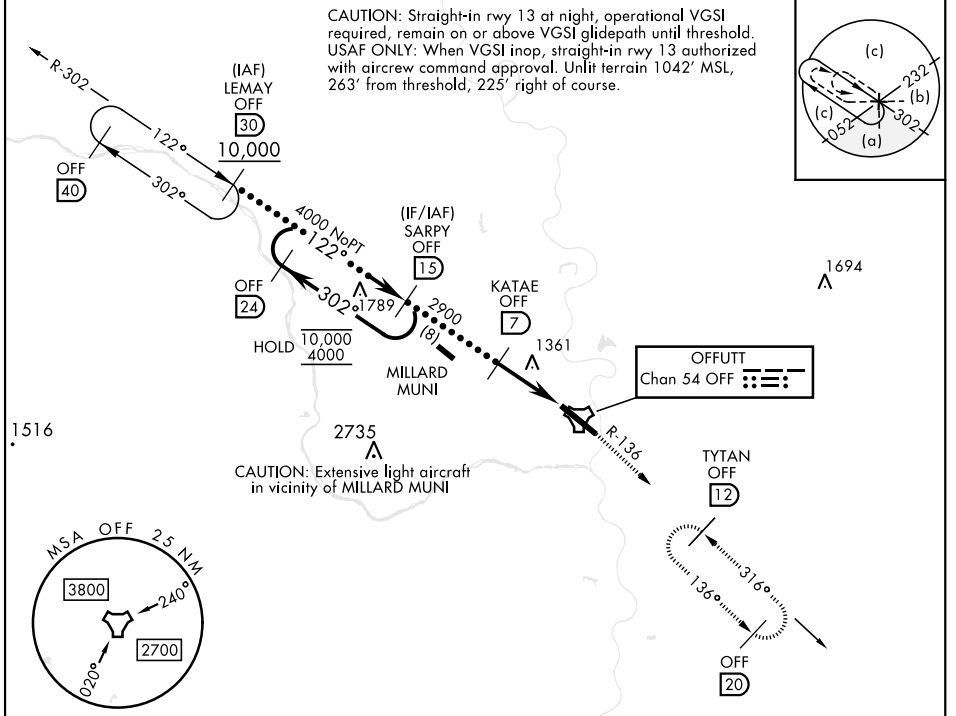 CAUTION: Straight-in rwy 13 at night, operational VGSI
required, remain on or above VGSI glidepath until threshold.
USAF ONLY: When VGSI inop, straight-in rwy 13 authorized
with aircrew command approval. Unlit terrain 1042' MSL,
263' from threshold, 225' right of course.
(c)
232
(b)
(c)
052
302
(a)
R-302
(IAF)
LEMAY
OFF
30
10,000
122°
302°
OFF
40
4000 NoPT
122°
(IF/IAF)
SARPY
OFF
15
OFF
24
302°
1789
2900
(8)
KATAE
OFF
7
1694
HOLD
10,000
4000
1361
MILLARD
MUNI
OFFUTT
Chan 54 OFF
1516
2735
R-136
CAUTION: Extensive light aircraft
in vicinity of MILLARD MUNI
TYTAN
OFF
12
MSA OFF 25 NM
3800
240°
2700
020°
316°
136°
OFF
20